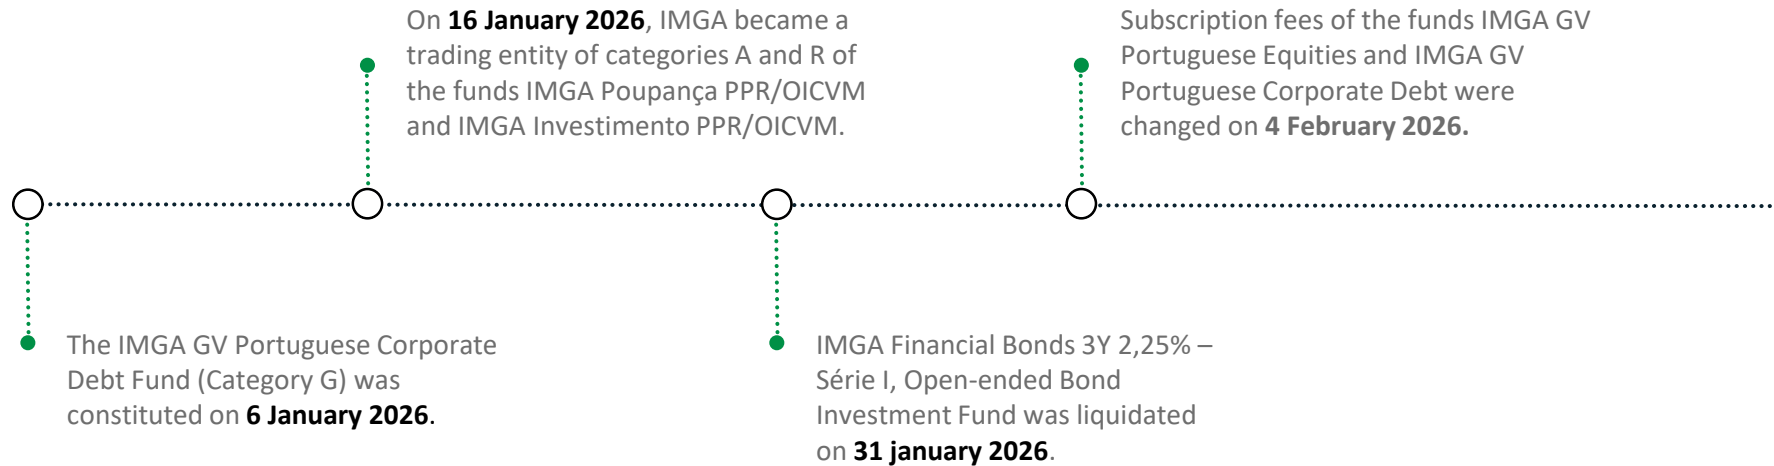 On 16 January 2026, IMGA became a
trading entity of categories A and R of
the funds IMGA Poupança PPR/OICVM
and IMGA Investimento PPR/OICVM.
Subscription fees of the funds IMGA GV
Portuguese Equities and IMGA GV
Portuguese Corporate Debt were
changed on 4 February 2026.
The IMGA GV Portuguese Corporate
Debt Fund (Category G) was
constituted on 6 January 2026.
IMGA Financial Bonds 3Y 2,25% –
Série I, Open-ended Bond
Investment Fund was liquidated
on 31 january 2026.